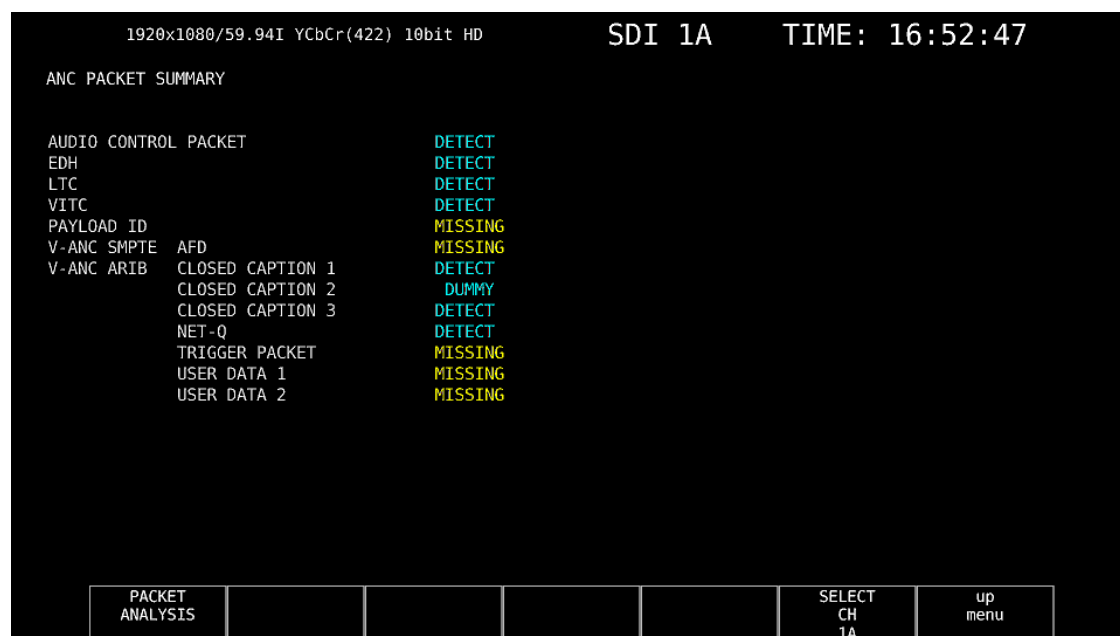 1920x1080/59.94I YCbCr(422) 10bit HD SDI 1A TIME: 16:52:47
ANC PACKET SUMMARY
AUDIO CONTROL PACKET DETECT
EDH DETECT
LTC DETECT
VITC DETECT
PAYLOAD ID MISSING
V-ANC SMPTE AFD MISSING
V-ANC ARIB CLOSED CAPTION 1 DETECT
CLOSED CAPTION 2 DUMMY
CLOSED CAPTION 3 DETECT
NET-Q DETECT
TRIGGER PACKET MISSING
USER DATA 1 MISSING
USER DATA 2 MISSING
PACKET
ANALYSIS
SELECT
CH
1A
up
menu